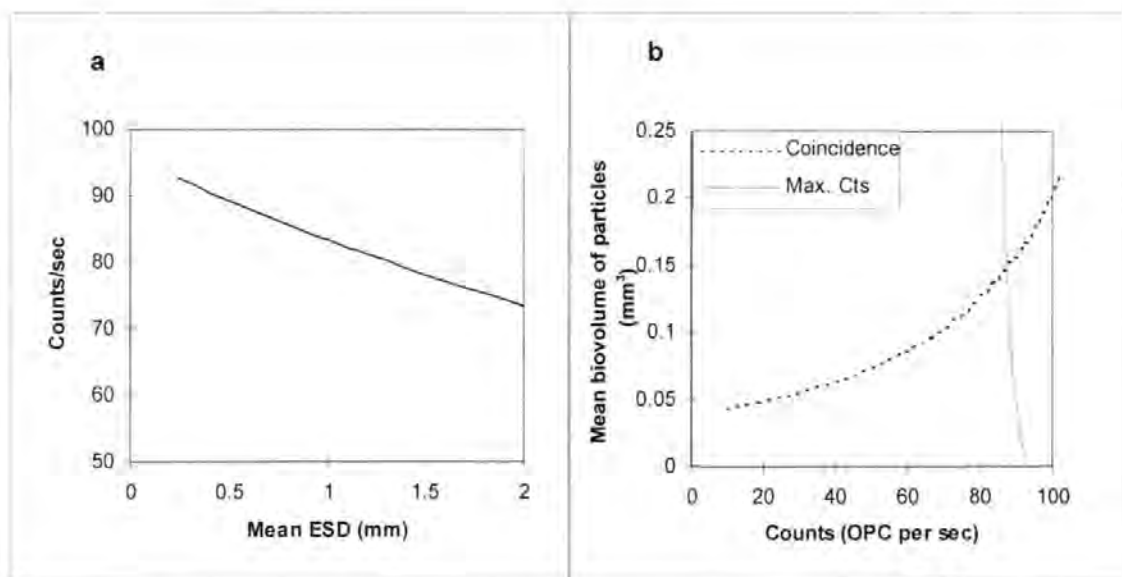 a
100
90
80
70
60
50
Counts/sec
0 0.5 1 1.5 2
Mean ESD (mm)
b
0.25
0.2
0.15
0.1
0.05
0
Mean biovolume of particles
(mm³)
Coincidence
Max. Cts
0 20 40 60 80 100
Counts (OPC per sec)